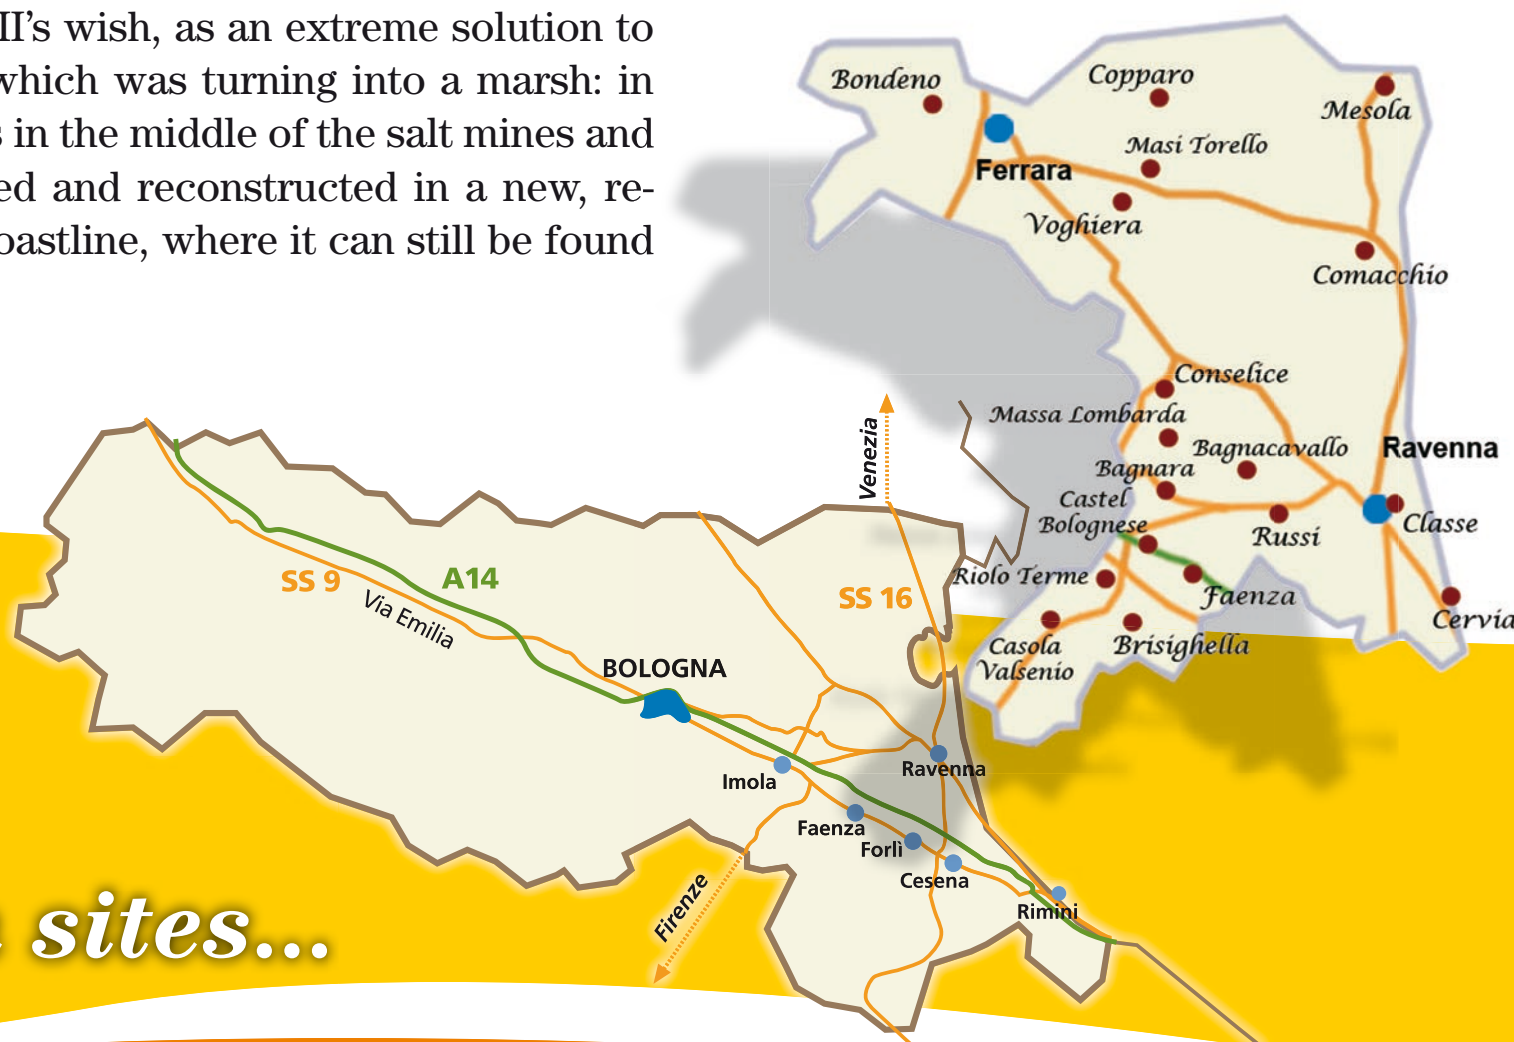 II's wish, as an extreme solution to
which was turning into a marsh: in
s in the middle of the salt mines and
ed and reconstructed in a new, re-
oastline, where it can still be found
Bondeno
Copparo
Mesola
Masi Torello
Ferrara
Voghiera
Comacchio
Conselice
Massa Lombarda
Bagnacavallo
Ravenna
Bagnara
Castel
Bolognese
Classe
Russi
Riolo Terme
Faenza
Cervia
Casola
Valsenio
Brisighella
Venezia
SS 9
A14
SS 16
Via Emilia
BOLOGNA
Imola
Ravenna
Faenza
Forlì
Cesena
Rimini
Firenze
sites...